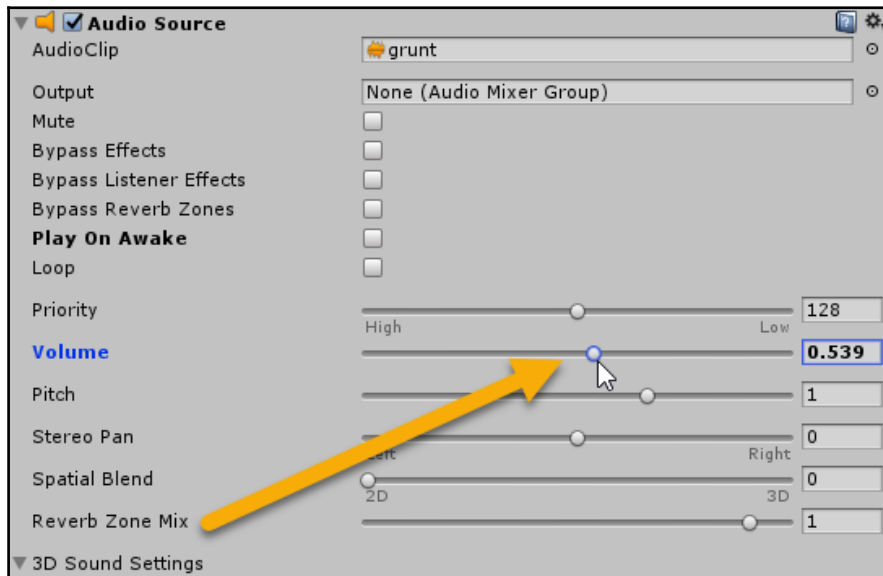 Audio Source
AudioClip grunt
Output None (Audio Mixer Group)
Mute
Bypass Effects
Bypass Listener Effects
Bypass Reverb Zones
Play On Awake
Loop
Priority 128
High Low
Volume 0.539
Pitch 1
Stereo Pan 0
Left Right
Spatial Blend 0
2D 3D
Reverb Zone Mix 1
3D Sound Settings